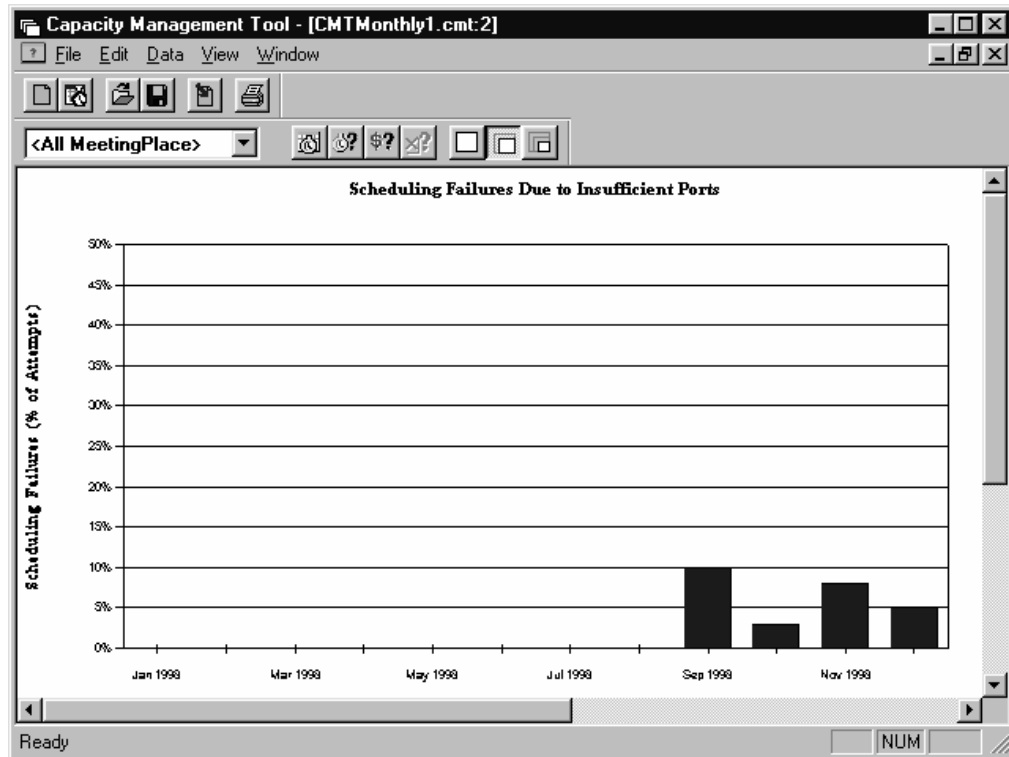 Capacity Management Tool - [CMTMonthly1.cmt:2]
File Edit Data View Window
<All MeetingPlace>
Scheduling Failures Due to Insufficient Ports
Scheduling Failures (% of Attempts)
50%
45%
40%
35%
30%
25%
20%
15%
10%
5%
0%
Jan 1998 Mar 1998 May 1998 Jul 1998 Sep 1998 Nov 1998
Ready NUM